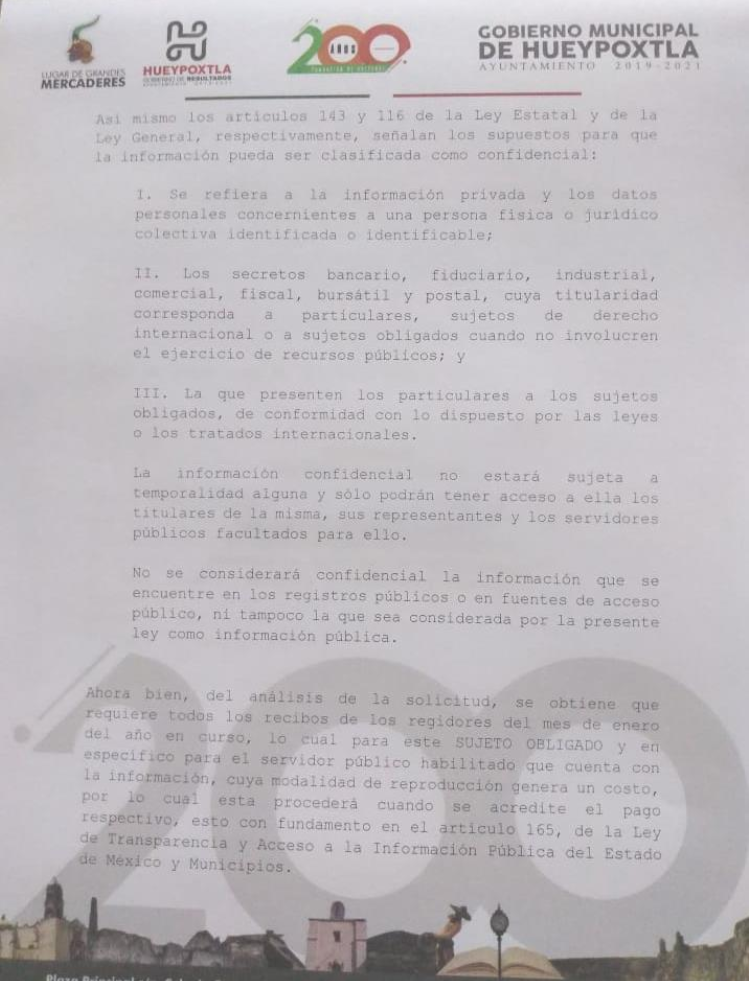 LUGAR DE GRANDES
MERCADERES
HUEYPOXTLA
GOBIERNO DE RESULTADOS
200
AÑOS
GOBIERNO MUNICIPAL
DE HUEYPOXTLA
AYUNTAMIENTO 2019-2021
Asi mismo los articulos 143 y 116 de la Ley Estatal y de la
Ley General, respectivamente, señalan los supuestos para que
la información pueda ser clasificada como confidencial:
I. Se refiera a la información privada y los datos
personales concernientes a una persona física o jurídico
colectiva identificada o identificable;
II. Los secretos bancario, fiduciario, industrial,
comercial, fiscal, bursátil y postal, cuya titularidad
corresponda a particulares, sujetos de derecho
internacional o a sujetos obligados cuando no involucren
el ejercicio de recursos públicos; y
III. La que presenten los particulares a los sujetos
obligados, de conformidad con lo dispuesto por las leyes
o los tratados internacionales.
La información confidencial no estará sujeta a
temporalidad alguna y sólo podrán tener acceso a ella los
titulares de la misma, sus representantes y los servidores
públicos facultados para ello.
No se considerará confidencial la información que se
encuentre en los registros públicos o en fuentes de acceso
público, ni tampoco la que sea considerada por la presente
ley como información pública.
Ahora bien, del análisis de la solicitud, se obtiene que
requiere todos los recibos de los regidores del mes de enero
del año en curso, lo cual para este SUJETO OBLIGADO y en
especifico para el servidor público habilitado que cuenta con
la información, cuya modalidad de reproducción genera un costo,
por lo cual esta procederá cuando se acredite el pago
respectivo, esto con fundamento en el articulo 165, de la Ley
de Transparencia y Acceso a la Información Pública del Estado
de México y Municipios.
200